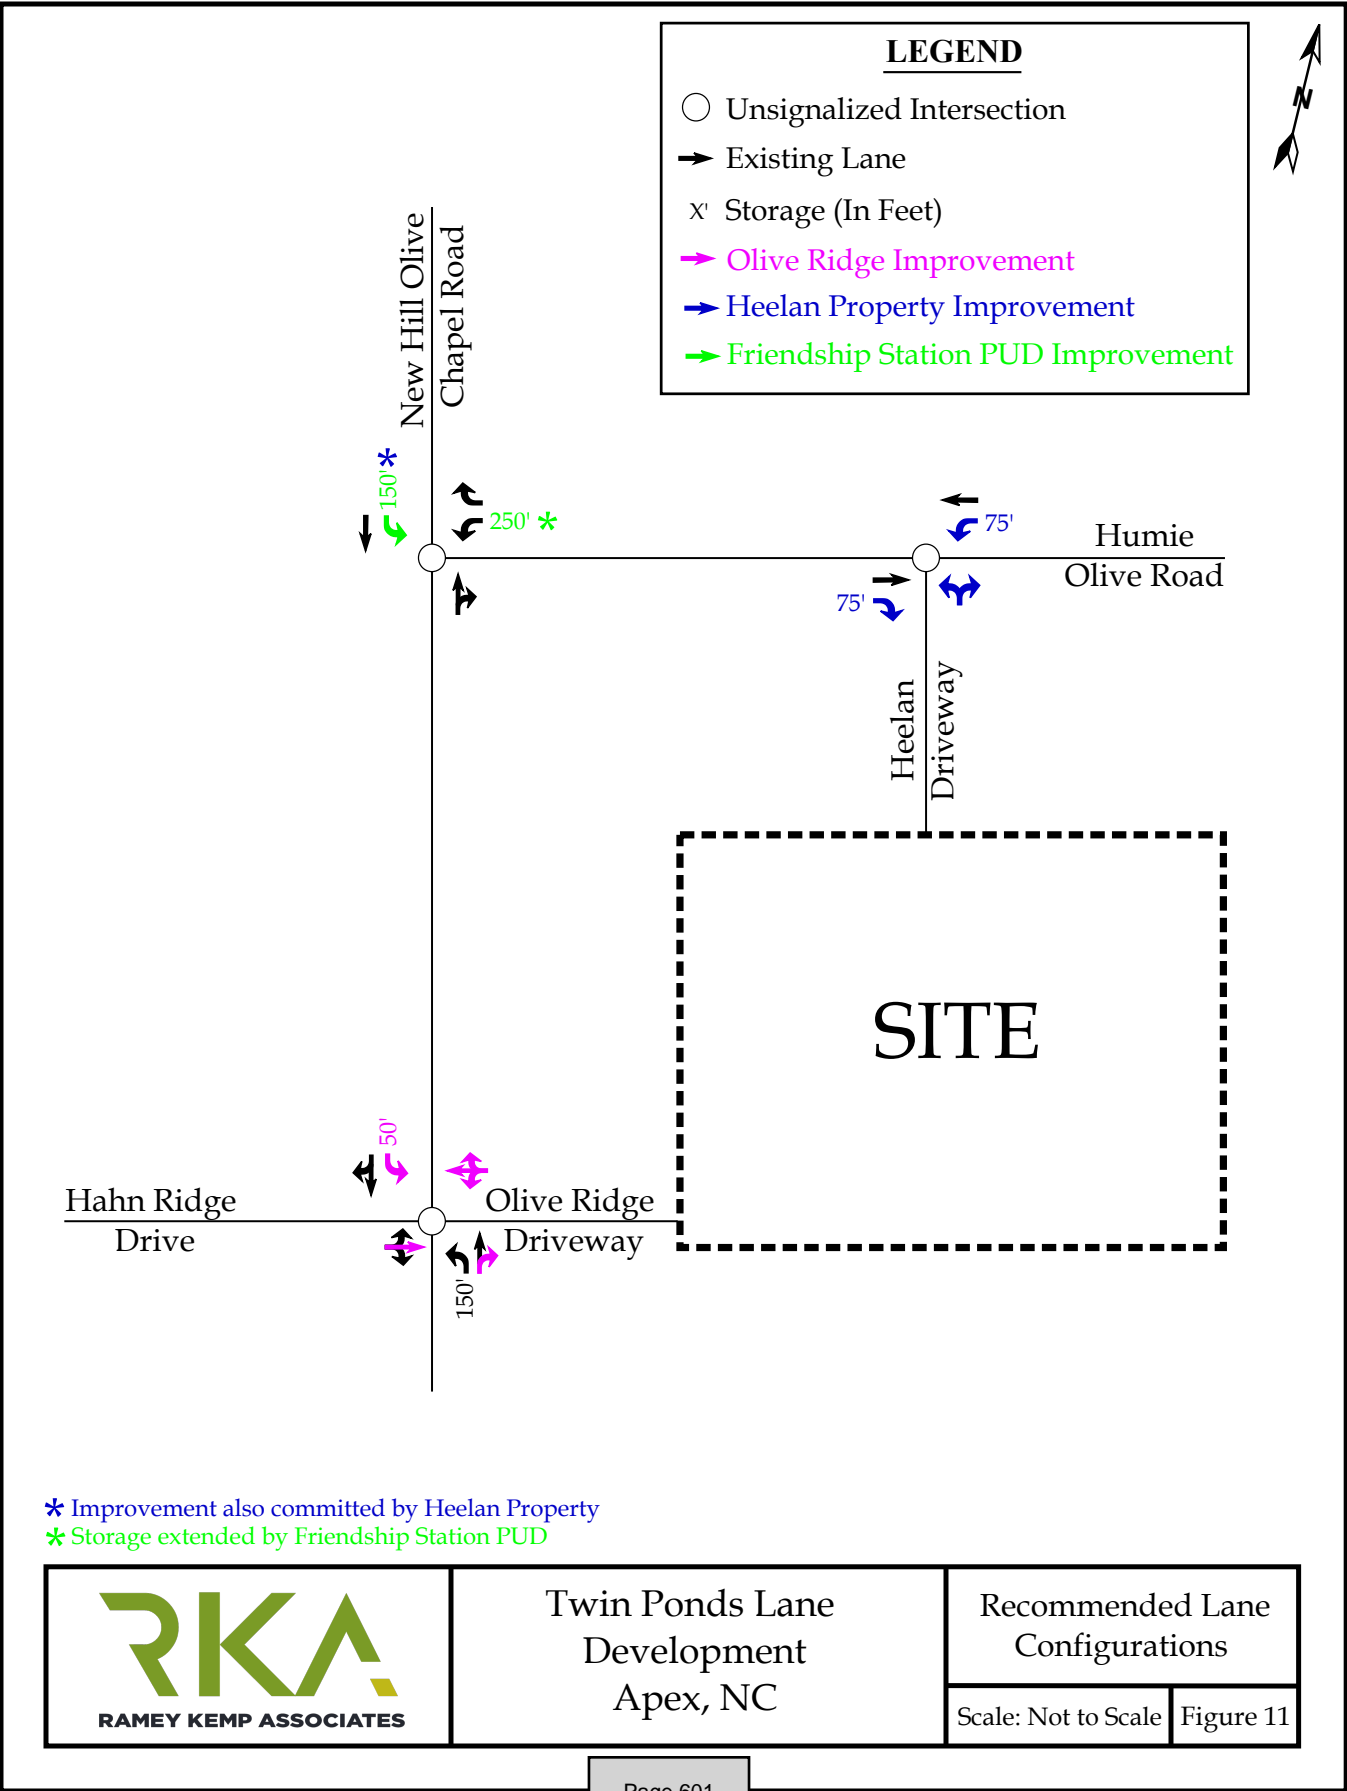 LEGEND
Unsignalized Intersection
Existing Lane
X' Storage (In Feet)
Olive Ridge Improvement
Heelan Property Improvement
Friendship Station PUD Improvement
N
New Hill Olive
Chapel Road
150'*
250' *
75'
Humie
Olive Road
75'
Heelan
Driveway
SITE
50'
Hahn Ridge
Drive
Olive Ridge
Driveway
150'
* Improvement also committed by Heelan Property
* Storage extended by Friendship Station PUD
RKA
RAMEY KEMP ASSOCIATES
Twin Ponds Lane
Development
Apex, NC
Recommended Lane
Configurations
Scale: Not to Scale
Figure 11
Page 601